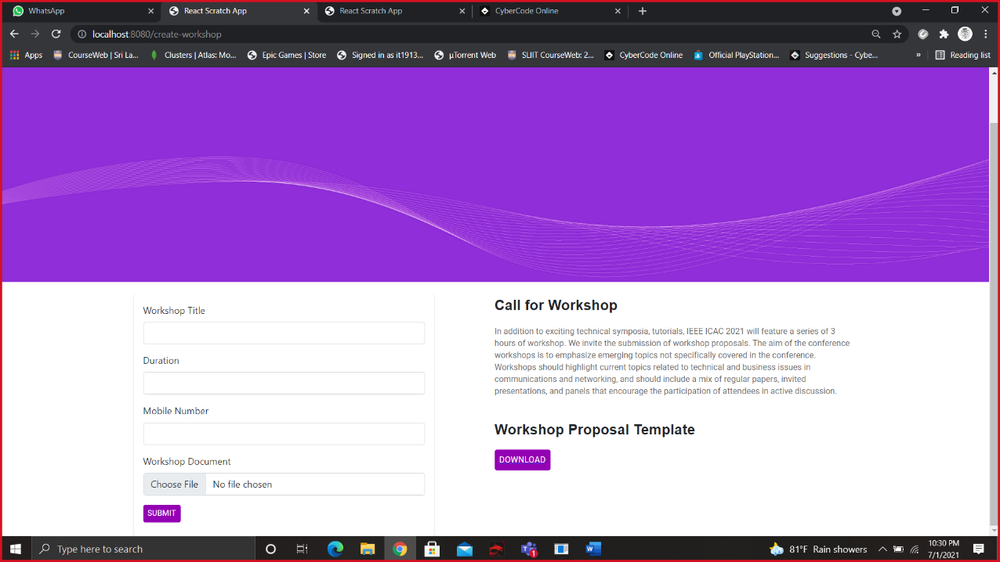 WhatsApp
React Scratch App
React Scratch App
CyberCode Online
localhost:8080/create-workshop
Apps
CourseWeb | Sri La...
Clusters | Atlas: Mo...
Epic Games | Store
Signed in as it1913...
µTorrent Web
SLIIT CourseWeb: 2...
CyberCode Online
Official PlayStation...
Suggestions - Cybe...
»
Reading list
Workshop Title
Duration
Mobile Number
Workshop Document
Choose File No file chosen
SUBMIT
Call for Workshop
In addition to exciting technical symposia, tutorials, IEEE ICAC 2021 will feature a series of 3
hours of workshop. We invite the submission of workshop proposals. The aim of the conference
workshops is to emphasize emerging topics not specifically covered in the conference.
Workshops should highlight current topics related to technical and business issues in
communications and networking, and should include a mix of regular papers, invited
presentations, and panels that encourage the participation of attendees in active discussion.
Workshop Proposal Template
DOWNLOAD
Type here to search
1
W
81°F Rain showers
10:30 PM
7/1/2021